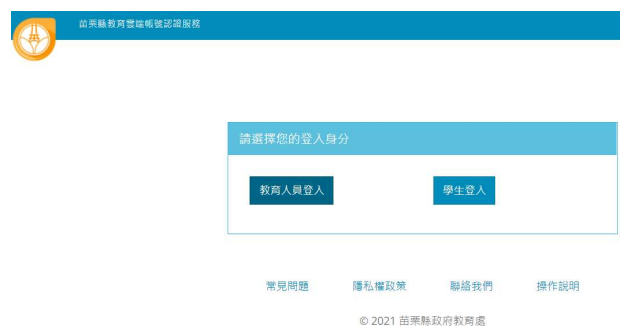 苗栗縣教育雲端帳號認證服務
請選擇您的登入身分
教育人員登入
學生登入
常見問題
隱私權政策
聯絡我們
操作說明
© 2021 苗栗縣政府教育處